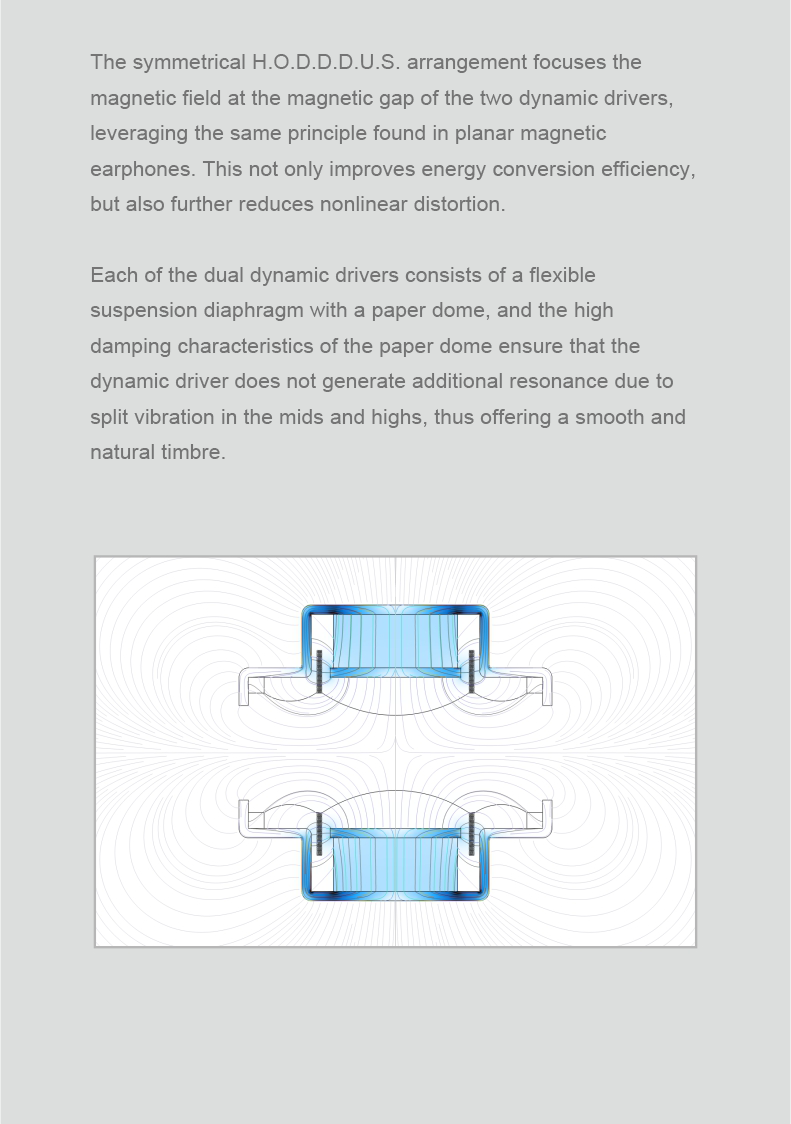 The symmetrical H.O.D.D.D.U.S. arrangement focuses the
magnetic field at the magnetic gap of the two dynamic drivers,
leveraging the same principle found in planar magnetic
earphones. This not only improves energy conversion efficiency,
but also further reduces nonlinear distortion.
Each of the dual dynamic drivers consists of a flexible
suspension diaphragm with a paper dome, and the high
damping characteristics of the paper dome ensure that the
dynamic driver does not generate additional resonance due to
split vibration in the mids and highs, thus offering a smooth and
natural timbre.